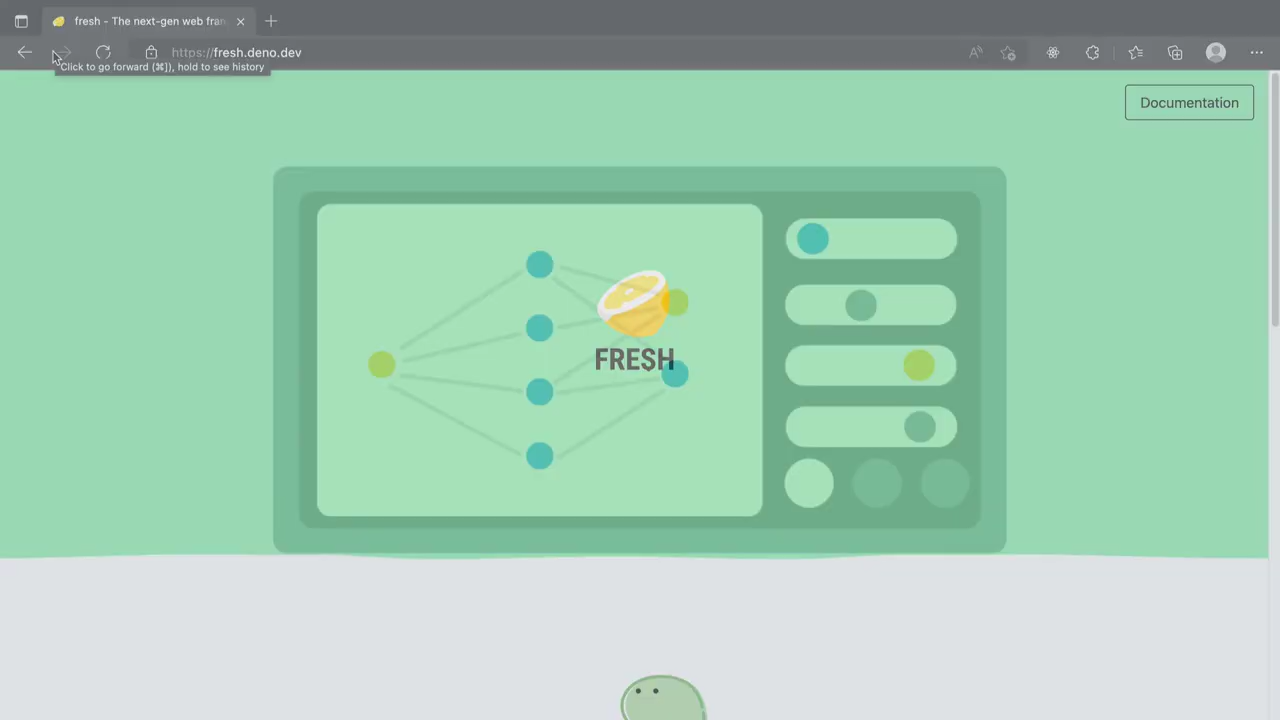 fresh - The next-gen web fran
https://fresh.deno.dev
Click to go forward (⌘]), hold to see history
Documentation
FRESH